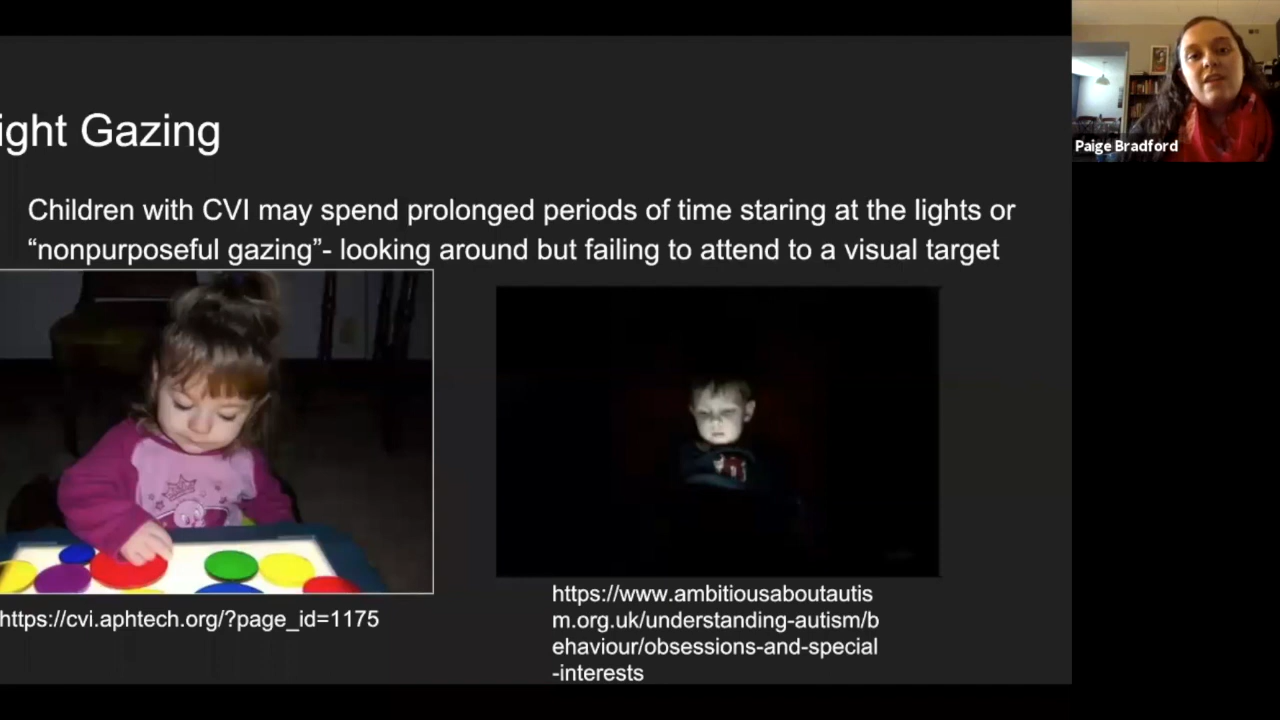 ight Gazing
Paige Bradford
Children with CVI may spend prolonged periods of time staring at the lights or
“nonpurposeful gazing”- looking around but failing to attend to a visual target
https://cvi.aphtech.org/?page_id=1175
https://www.ambitiousaboutautis
m.org.uk/understanding-autism/b
ehaviour/obsessions-and-special
-interests